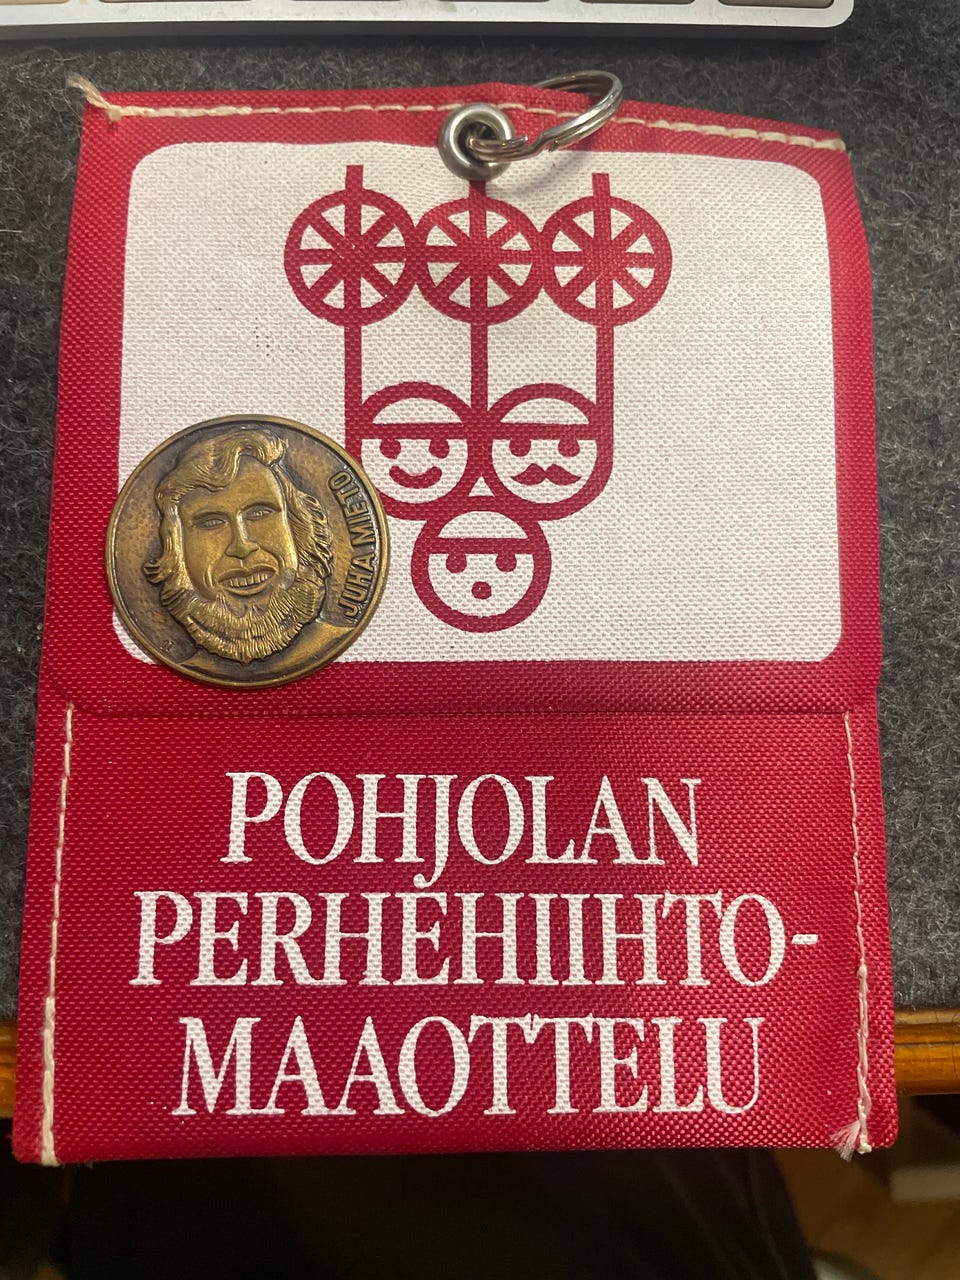 JUHA MIETO
POHJOLAN
PERHEHIIHTO-
MAAOTTELU